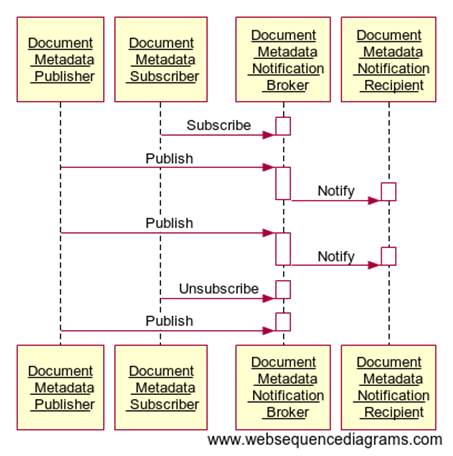 Document
Metadata
Publisher
Document
Metadata
Subscriber
Document
Metadata
Notification
Broker
Document
Metadata
Notification
Recipient
Subscribe
Publish
Notify
Publish
Notify
Unsubscribe
Publish
Document
Metadata
Publisher
Document
Metadata
Subscriber
Document
Metadata
Notification
Broker
Document
Metadata
Notification
Recipient
www.websequencediagrams.com